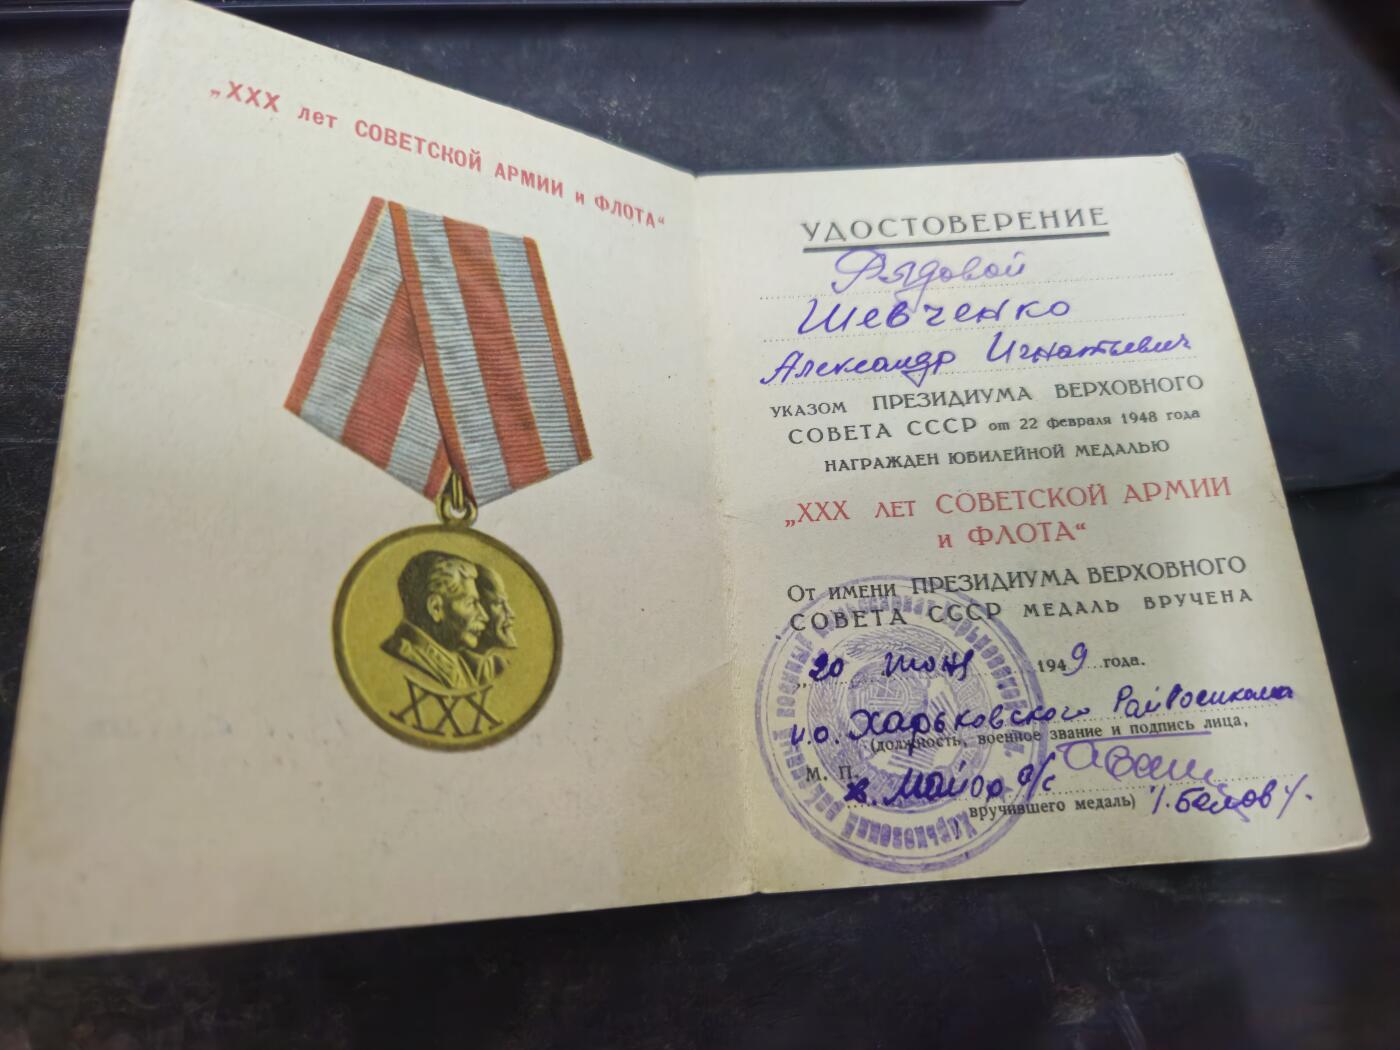 „XXX лет СОВЕТСКОЙ АРМИИ и ФЛОТА“
XXX
УДОСТОВЕРЕНИЕ
Рядовой
Шевченко
Александр Игнатьевич
УКАЗОМ ПРЕЗИДИУМА ВЕРХОВНОГО
СОВЕТА СССР от 22 февраля 1948 года
НАГРАЖДЕН ЮБИЛЕЙНОЙ МЕДАЛЬЮ
„XXX ЛЕТ СОВЕТСКОЙ АРМИИ
и ФЛОТА“
От имени ПРЕЗИДИУМА ВЕРХОВНОГО
СОВЕТА СССР МЕДАЛЬ ВРУЧЕНА
„20 июня 1949 года.
и.о. Харьковского Райвоенкома
(должность, военное звание и подпись лица,
М. П.
Майор а/с
вручившего медаль)